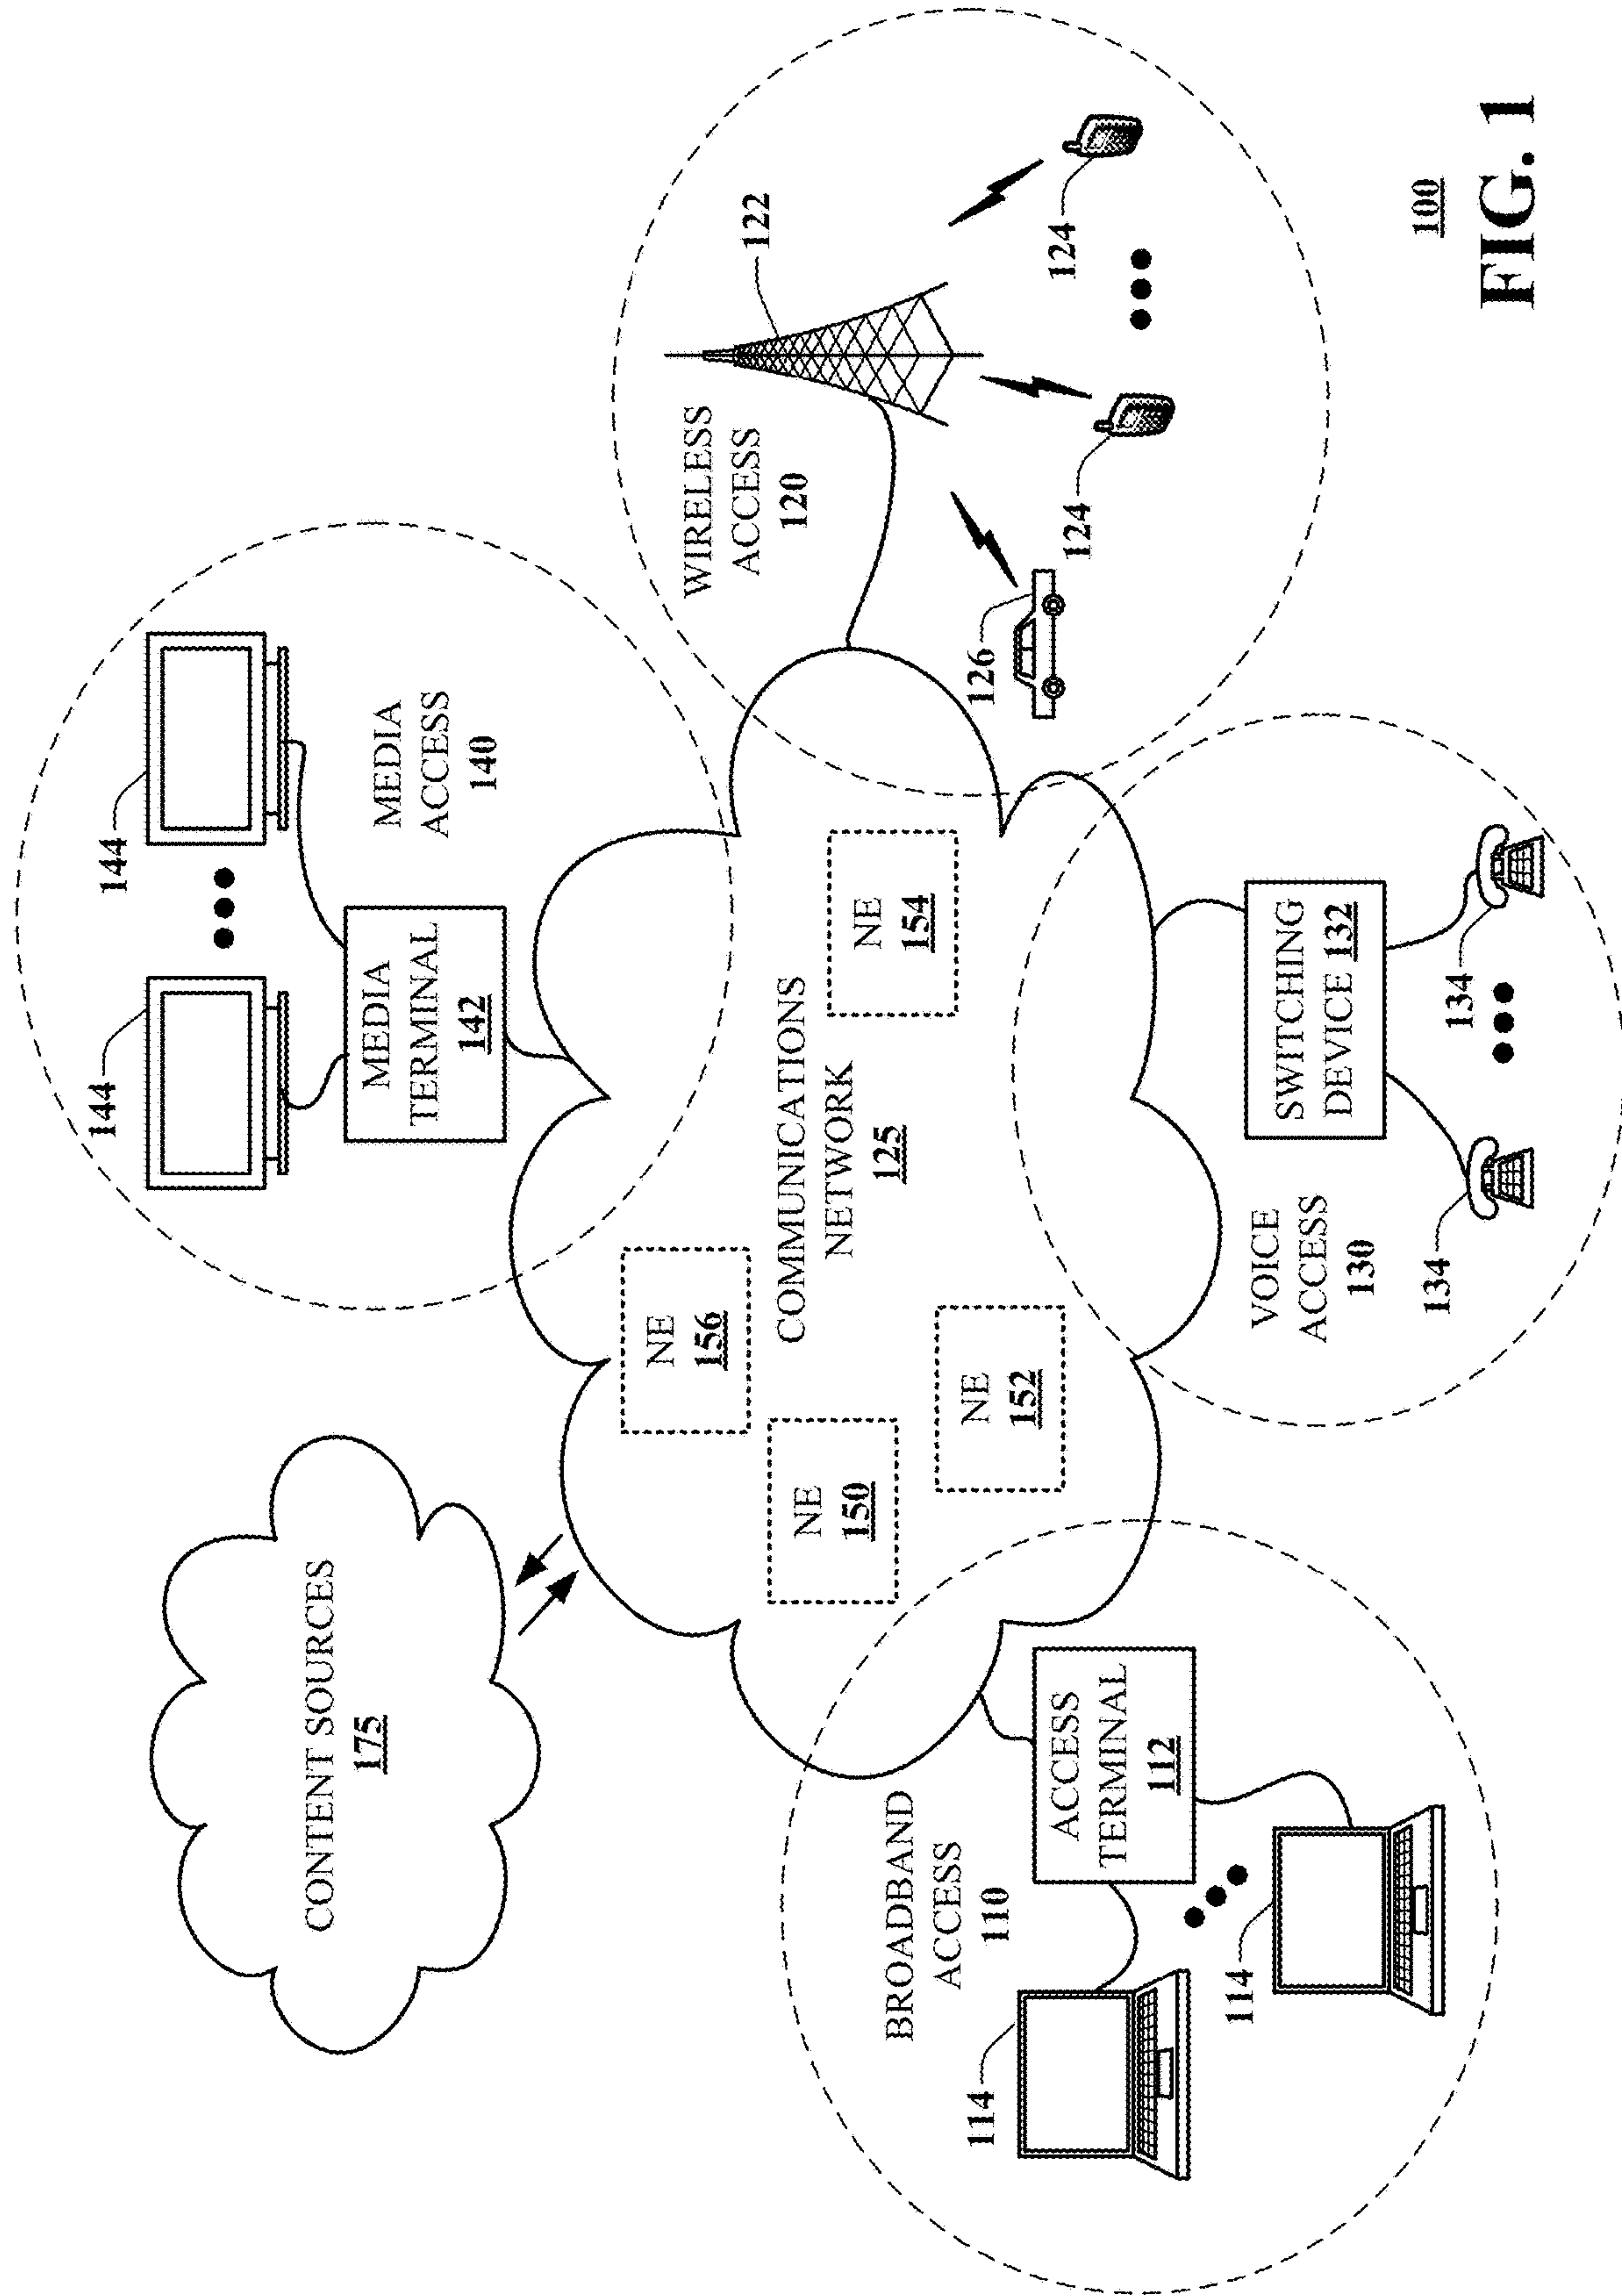 CONTENT SOURCES
175
144
144
MEDIA
TERMINAL
142
MEDIA
ACCESS
140
NE
156
NE
150
NE
152
COMMUNICATIONS
NETWORK
125
NE
154
WIRELESS
ACCESS
120
122
126
124
124
BROADBAND
ACCESS
110
ACCESS
TERMINAL
112
114
114
VOICE
ACCESS
130
SWITCHING
DEVICE 132
134
134
100
FIG. 1